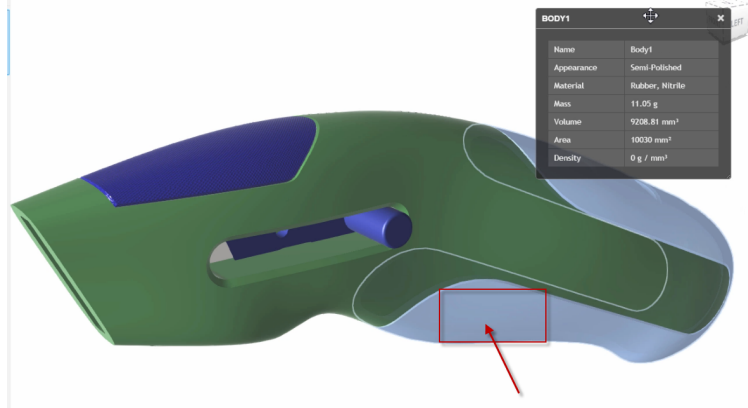 BODY1
LEFT
Name Body1
Appearance Semi-Polished
Material Rubber, Nitrile
Mass 11.05 g
Volume 9208.81 mm³
Area 10030 mm²
Density 0 g / mm³